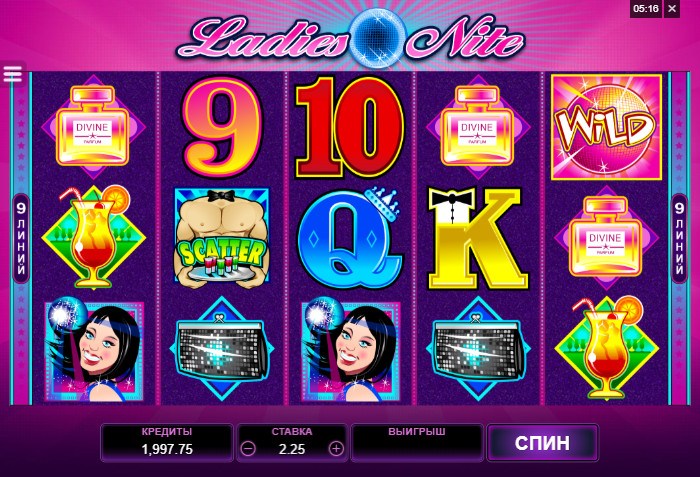 05:16 ×
Ladies Nite
DIVINE
PARFUM
9
10
DIVINE
PARFUM
WiLD
9 ЛИНИЙ
SCATTER
Q
K
DIVINE
PARFUM
9 ЛИНИЙ
КРЕДИТЫ
1,997.75
СТАВКА
2.25
ВЫИГРЫШ
СПИН